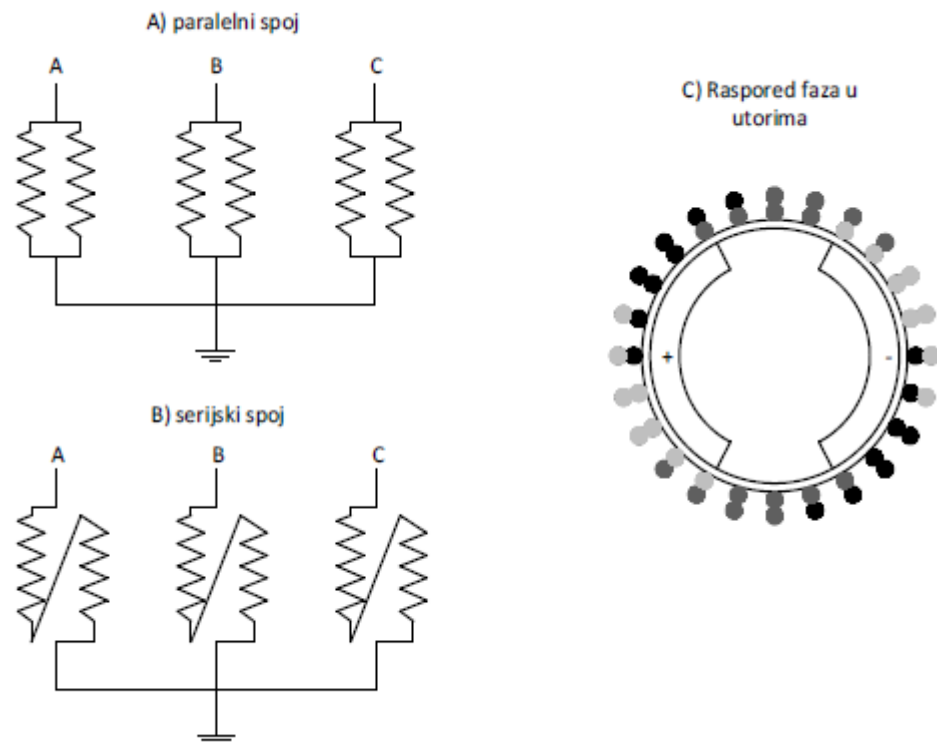 A) paralelni spoj
A B C
B) serijski spoj
A B C
C) Raspored faza u
utorima
+ -